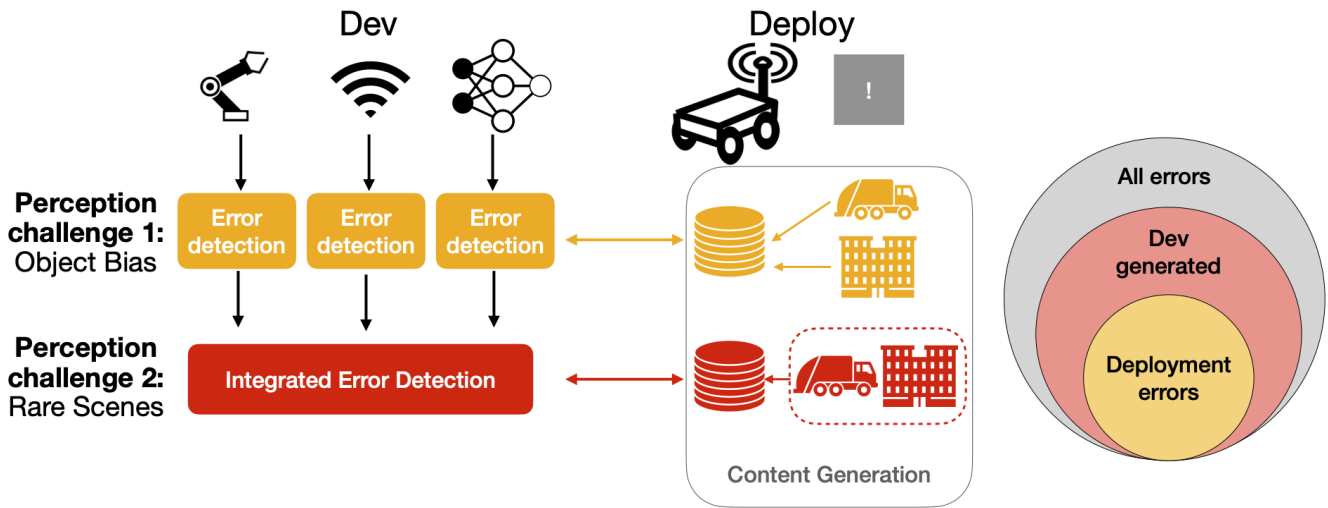 Dev
Deploy
!
Perception
challenge 1:
Object Bias
Error
detection
Error
detection
Error
detection
Perception
challenge 2:
Rare Scenes
Integrated Error Detection
Content Generation
All errors
Dev
generated
Deployment
errors